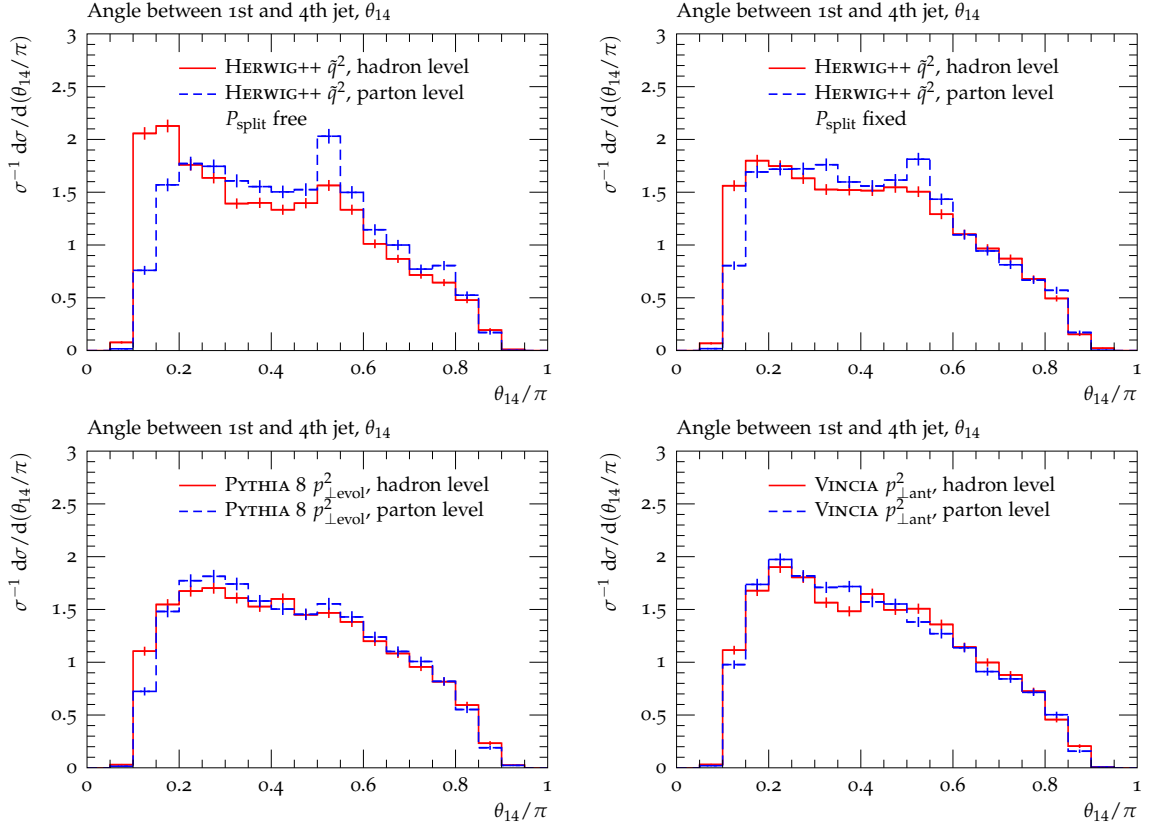 Angle between 1st and 4th jet, θ₁₄
σ⁻¹ dσ/d(θ₁₄/π)
3
2.5
2
1.5
1
0.5
0
HERWIG++ q̃², hadron level
HERWIG++ q̃², parton level
P_split free
0 0.2 0.4 0.6 0.8 1
θ₁₄/π
Angle between 1st and 4th jet, θ₁₄
σ⁻¹ dσ/d(θ₁₄/π)
3
2.5
2
1.5
1
0.5
0
HERWIG++ q̃², hadron level
HERWIG++ q̃², parton level
P_split fixed
0 0.2 0.4 0.6 0.8 1
θ₁₄/π
Angle between 1st and 4th jet, θ₁₄
σ⁻¹ dσ/d(θ₁₄/π)
3
2.5
2
1.5
1
0.5
0
PYTHIA 8 p²_⊥evol, hadron level
PYTHIA 8 p²_⊥evol, parton level
0 0.2 0.4 0.6 0.8 1
θ₁₄/π
Angle between 1st and 4th jet, θ₁₄
σ⁻¹ dσ/d(θ₁₄/π)
3
2.5
2
1.5
1
0.5
0
VINCIA p²_⊥ant, hadron level
VINCIA p²_⊥ant, parton level
0 0.2 0.4 0.6 0.8 1
θ₁₄/π